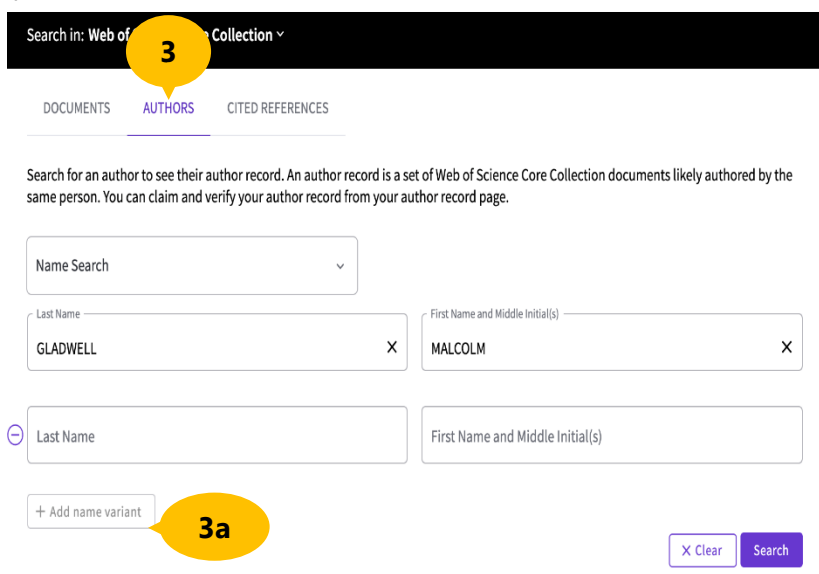 Search in: Web of Collection
3
DOCUMENTS AUTHORS CITED REFERENCES
Search for an author to see their author record. An author record is a set of Web of Science Core Collection documents likely authored by the
same person. You can claim and verify your author record from your author record page.
Name Search
Last Name First Name and Middle Initial(s)
GLADWELL X MALCOLM X
Last Name First Name and Middle Initial(s)
+ Add name variant
3a
X Clear Search